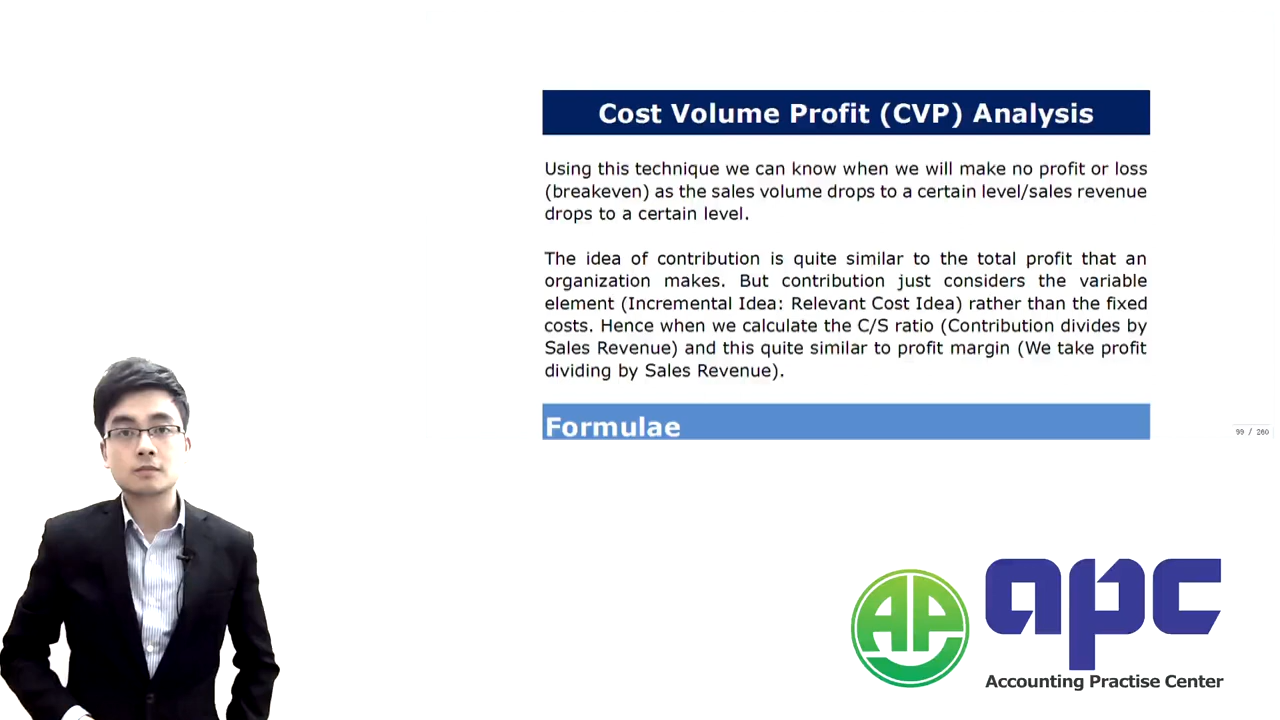 Cost Volume Profit (CVP) Analysis
Using this technique we can know when we will make no profit or loss
(breakeven) as the sales volume drops to a certain level/sales revenue
drops to a certain level.
The idea of contribution is quite similar to the total profit that an
organization makes. But contribution just considers the variable
element (Incremental Idea: Relevant Cost Idea) rather than the fixed
costs. Hence when we calculate the C/S ratio (Contribution divides by
Sales Revenue) and this quite similar to profit margin (We take profit
dividing by Sales Revenue).
Formulae
99 / 260
AP
apc
Accounting Practise Center